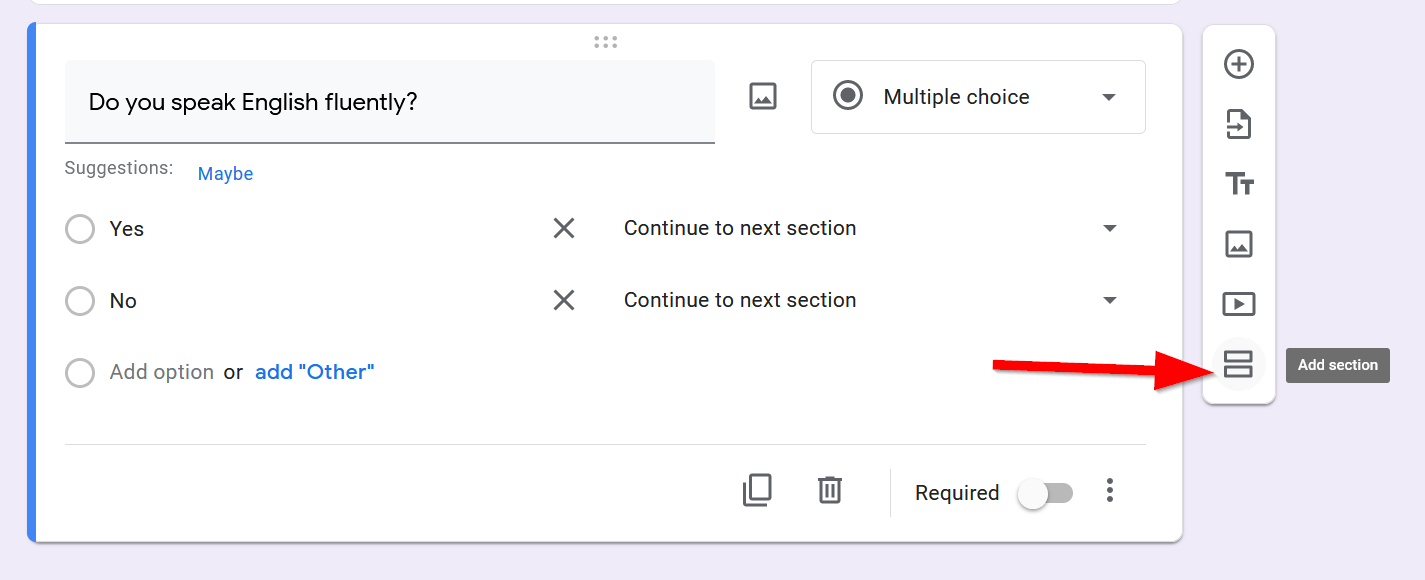 Do you speak English fluently?
Multiple choice
Suggestions: Maybe
Yes Continue to next section
No Continue to next section
Add option or add "Other"
Add section
Required